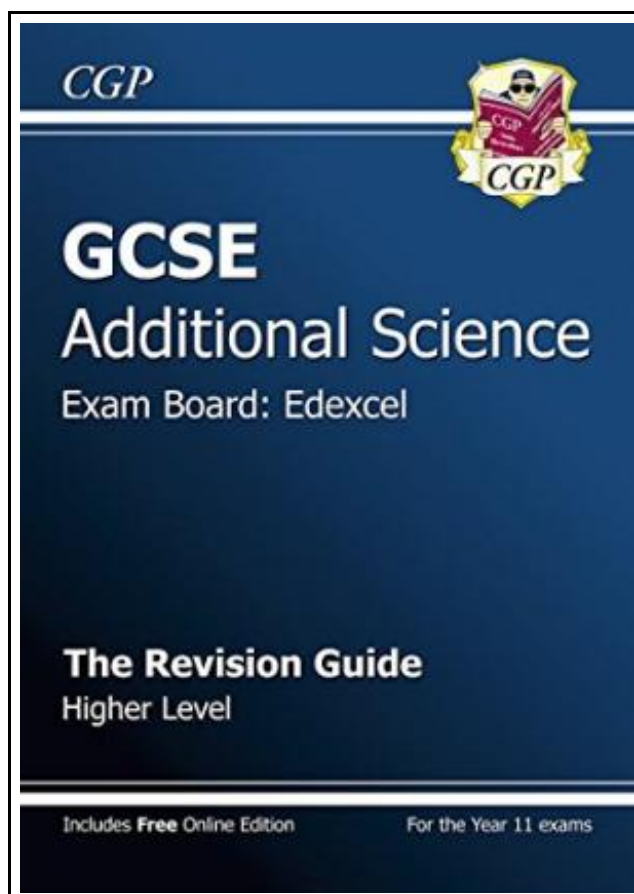 CGP
CGP
CGP
GCSE
Additional Science
Exam Board: Edexcel
The Revision Guide
Higher Level
Includes Free Online Edition
For the Year 11 exams